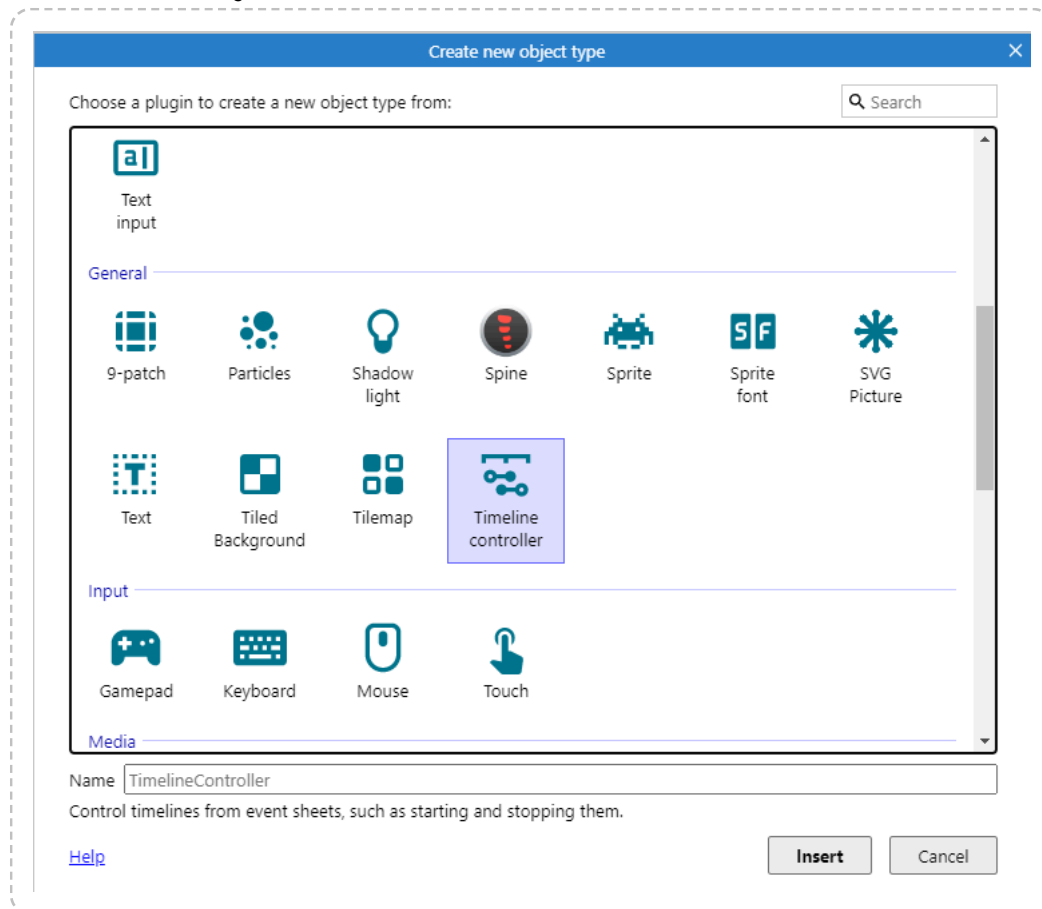 Create new object type
Choose a plugin to create a new object type from:
Search
a
Text
input
General
S F
9-patch Particles Shadow Spine Sprite Sprite SVG
light font Picture
T
Text Tiled Tilemap Timeline
Background controller
Input
Gamepad Keyboard Mouse Touch
Media
Name TimelineController
Control timelines from event sheets, such as starting and stopping them.
Help Insert Cancel